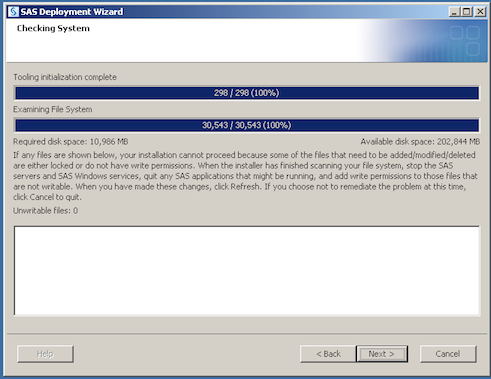 SAS Deployment Wizard
Checking System
Tooling initialization complete
298 / 298 (100%)
Examining File System
30,543 / 30,543 (100%)
Required disk space: 10,986 MB Available disk space: 202,844 MB
If any files are shown below, your installation cannot proceed because some of the files that need to be added/modified/deleted
are either locked or do not have write permissions. When the installer has finished scanning your file system, stop the SAS
servers and SAS Windows services, quit any SAS applications that might be running, and add write permissions to those files that
are not writable. When you have made these changes, click Refresh. If you choose not to remediate the problem at this time,
click Cancel to quit.
Unwritable files: 0
Help < Back Next > Cancel